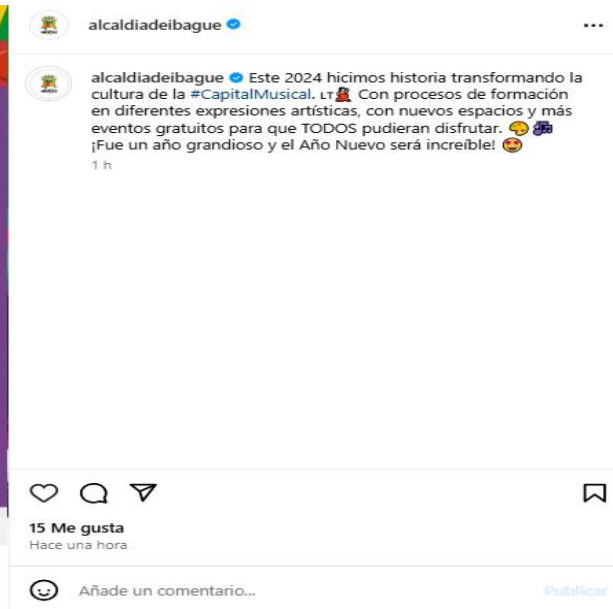 alcaldiadeibague
alcaldiadeibague Este 2024 hicimos historia transformando la
cultura de la #CapitalMusical. LT💃 Con procesos de formación
en diferentes expresiones artísticas, con nuevos espacios y más
eventos gratuitos para que TODOS pudieran disfrutar. 🎨 🎭
¡Fue un año grandioso y el Año Nuevo será increíble! 🤩
1 h
15 Me gusta
Hace una hora
Añade un comentario...
Publicar